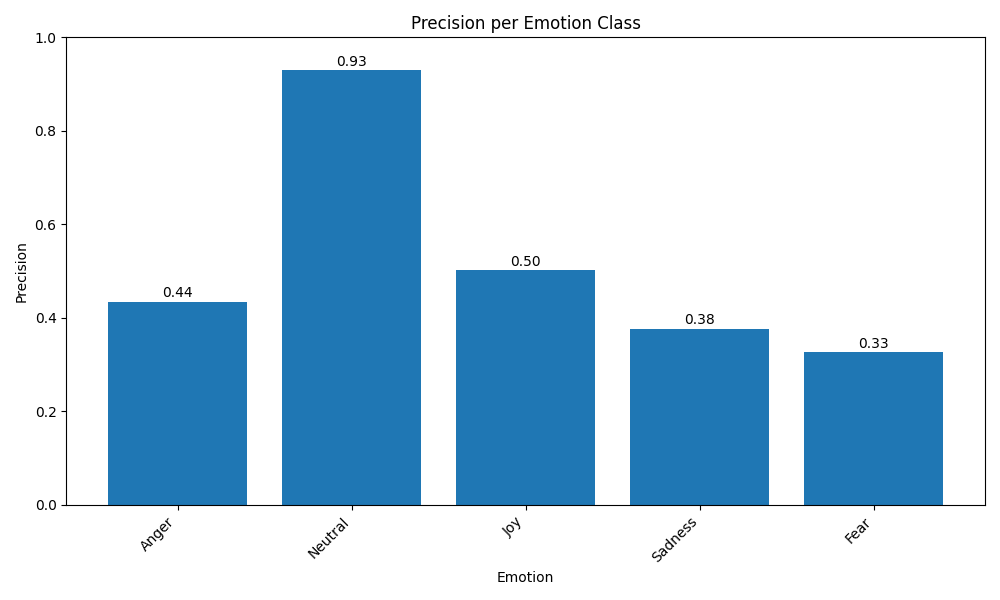 Precision per Emotion Class
1.0
0.8
0.6
0.4
0.2
0.0
Precision
0.44
0.93
0.50
0.38
0.33
Anger
Neutral
Joy
Sadness
Fear
Emotion